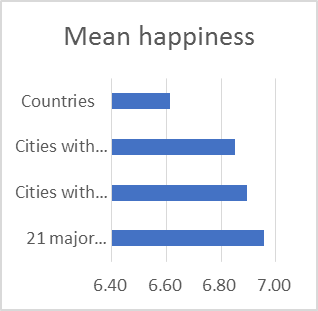 Mean happiness
Countries
Cities with...
Cities with...
21 major...
6.40 6.60 6.80 7.00